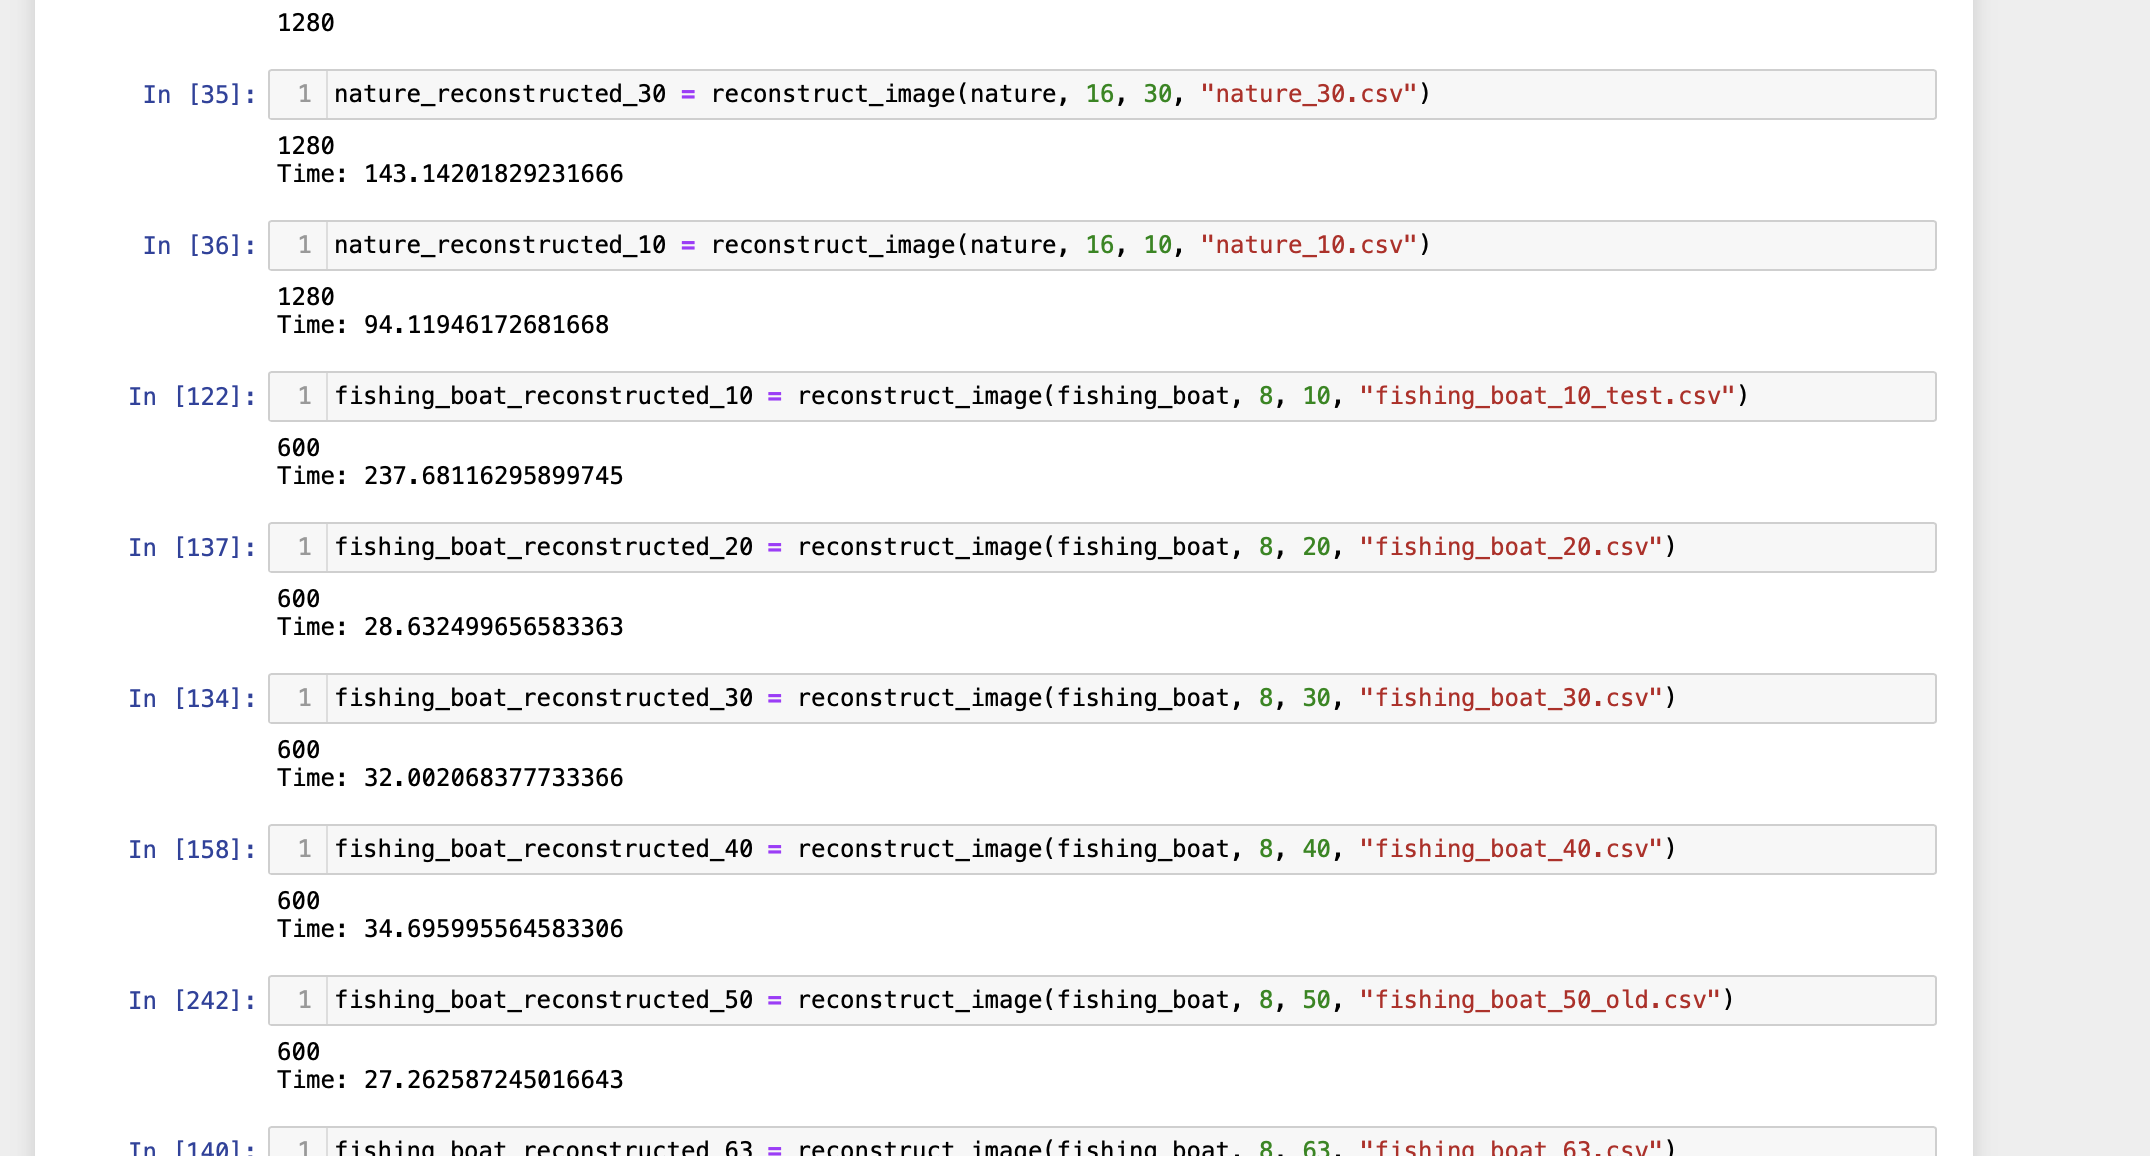 1280
In [35]: 1 nature_reconstructed_30 = reconstruct_image(nature, 16, 30, "nature_30.csv")
1280
Time: 143.14201829231666
In [36]: 1 nature_reconstructed_10 = reconstruct_image(nature, 16, 10, "nature_10.csv")
1280
Time: 94.11946172681668
In [122]: 1 fishing_boat_reconstructed_10 = reconstruct_image(fishing_boat, 8, 10, "fishing_boat_10_test.csv")
600
Time: 237.68116295899745
In [137]: 1 fishing_boat_reconstructed_20 = reconstruct_image(fishing_boat, 8, 20, "fishing_boat_20.csv")
600
Time: 28.632499656583363
In [134]: 1 fishing_boat_reconstructed_30 = reconstruct_image(fishing_boat, 8, 30, "fishing_boat_30.csv")
600
Time: 32.002068377733366
In [158]: 1 fishing_boat_reconstructed_40 = reconstruct_image(fishing_boat, 8, 40, "fishing_boat_40.csv")
600
Time: 34.695995564583306
In [242]: 1 fishing_boat_reconstructed_50 = reconstruct_image(fishing_boat, 8, 50, "fishing_boat_50_old.csv")
600
Time: 27.262587245016643
In [140]: 1 fishing_boat_reconstructed_63 = reconstruct_image(fishing_boat, 8, 63, "fishing_boat_63.csv")